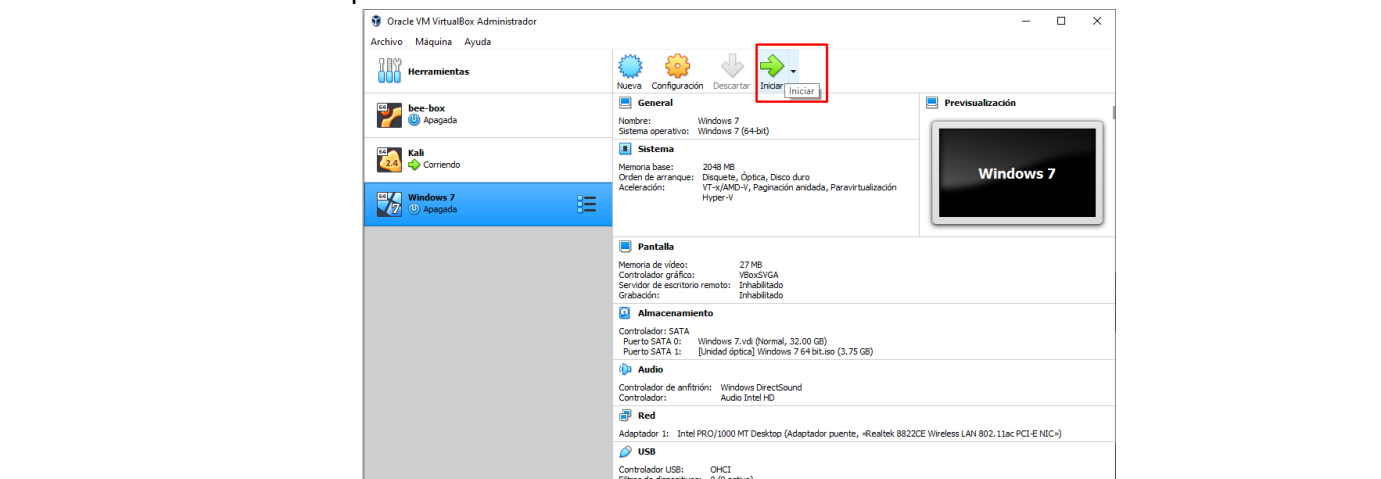 Oracle VM VirtualBox Administrador
Archivo Máquina Ayuda
Herramientas
Nueva Configuración Descartar Iniciar
Iniciar
64 bee-box
Apagada
64 2.4 Kali
Corriendo
64 7 Windows 7
Apagada
General
Nombre: Windows 7
Sistema operativo: Windows 7 (64-bit)
Previsualización
Windows 7
Sistema
Memoria base: 2048 MB
Orden de arranque: Disquete, Óptica, Disco duro
Aceleración: VT-x/AMD-V, Paginación anidada, Paravirtualización
Hyper-V
Pantalla
Memoria de vídeo: 27 MB
Controlador gráfico: VBoxSVGA
Servidor de escritorio remoto: Inhabilitado
Grabación: Inhabilitado
Almacenamiento
Controlador: SATA
Puerto SATA 0: Windows 7.vdi (Normal, 32.00 GB)
Puerto SATA 1: [Unidad óptica] Windows 7 64 bit.iso (3.75 GB)
Audio
Controlador de anfitrión: Windows DirectSound
Controlador: Audio Intel HD
Red
Adaptador 1: Intel PRO/1000 MT Desktop (Adaptador puente, «Realtek 8822CE Wireless LAN 802.11ac PCI-E NIC»)
USB
Controlador USB: OHCI